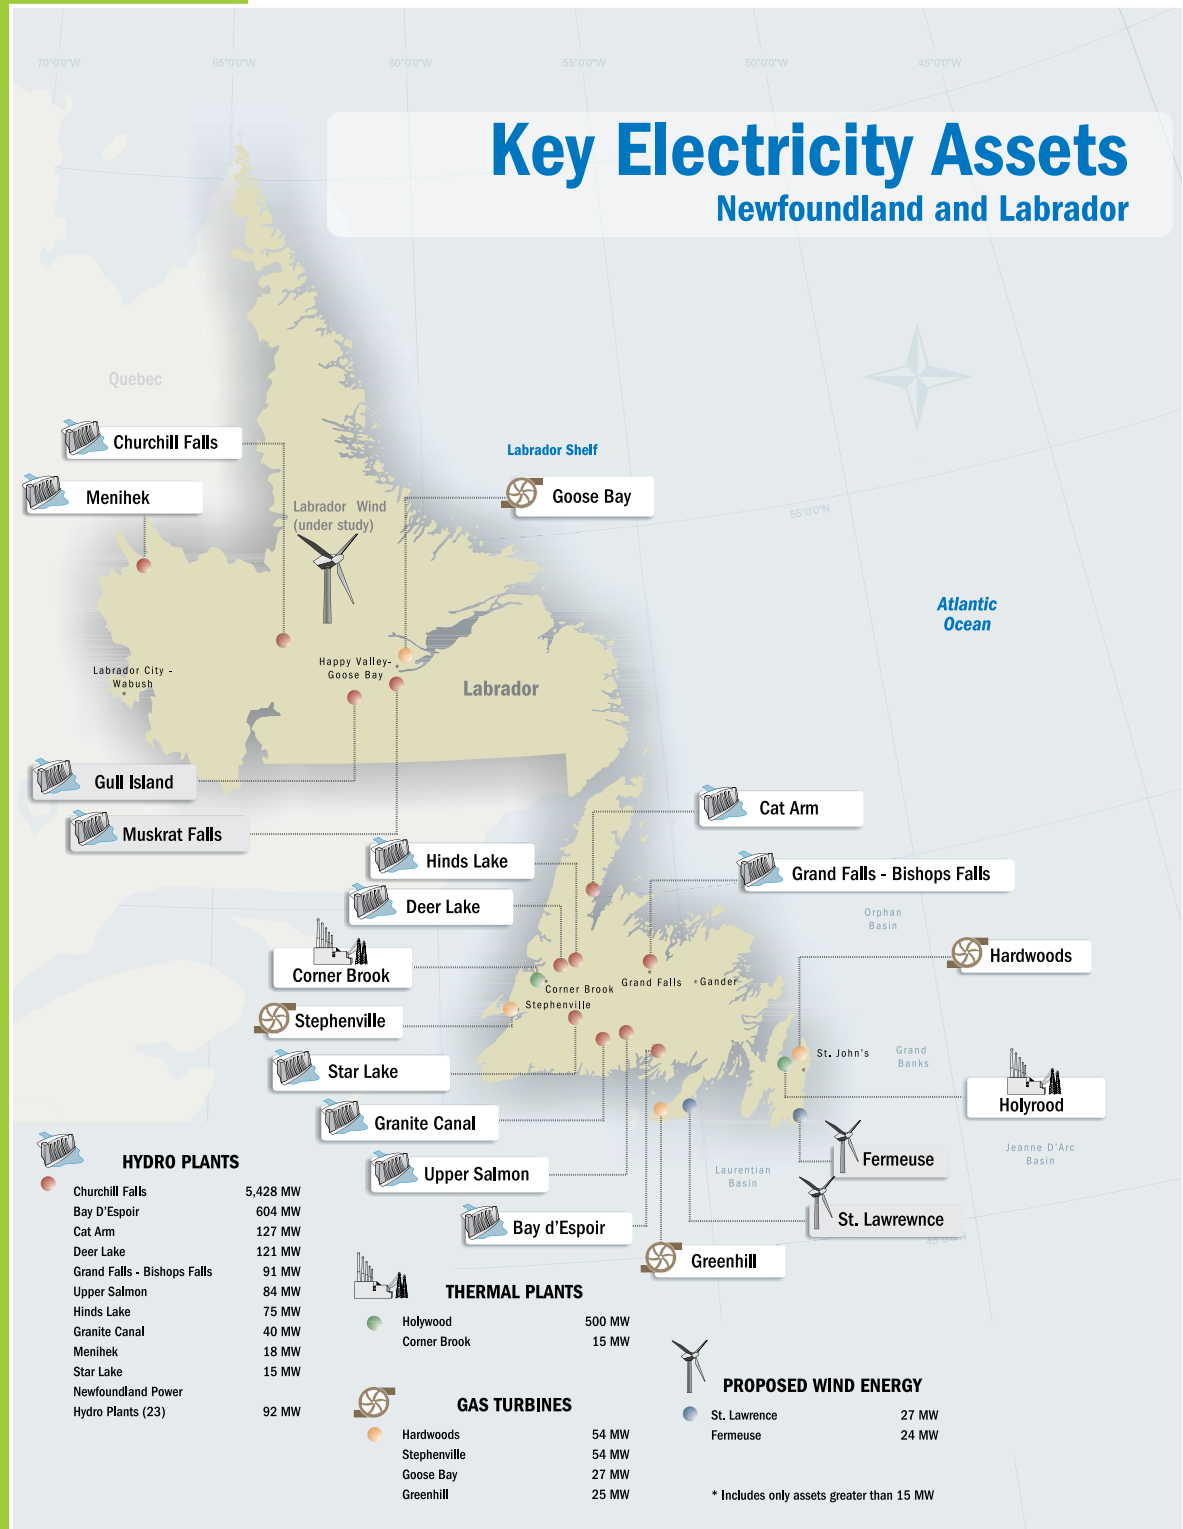 70°0'0"W
65°0'0"W
60°0'0"W
55°0'0"W
50°0'0"W
45°0'0"W
Key Electricity Assets
Newfoundland and Labrador
Quebec
Churchill Falls
Labrador Shelf
Menihek
Goose Bay
Labrador Wind
(under study)
55°0'0"N
Atlantic
Ocean
Labrador City -
Wabush
Happy Valley-
Goose Bay
Labrador
Gull Island
Muskrat Falls
Cat Arm
Hinds Lake
Grand Falls - Bishops Falls
Deer Lake
Orphan
Basin
Hardwoods
Corner Brook
Corner Brook
Grand Falls
Gander
Stephenville
Stephenville
St. John's
Grand
Banks
Star Lake
Holyrood
Granite Canal
Jeanne D'Arc
Basin
Fermeuse
Upper Salmon
Laurentian
Basin
St. Lawrewnce
Bay d'Espoir
Greenhill
HYDRO PLANTS
Churchill Falls 5,428 MW
Bay D'Espoir 604 MW
Cat Arm 127 MW
Deer Lake 121 MW
Grand Falls - Bishops Falls 91 MW
Upper Salmon 84 MW
Hinds Lake 75 MW
Granite Canal 40 MW
Menihek 18 MW
Star Lake 15 MW
Newfoundland Power
Hydro Plants (23) 92 MW
THERMAL PLANTS
Holywood 500 MW
Corner Brook 15 MW
GAS TURBINES
Hardwoods 54 MW
Stephenville 54 MW
Goose Bay 27 MW
Greenhill 25 MW
PROPOSED WIND ENERGY
St. Lawrence 27 MW
Fermeuse 24 MW
* Includes only assets greater than 15 MW